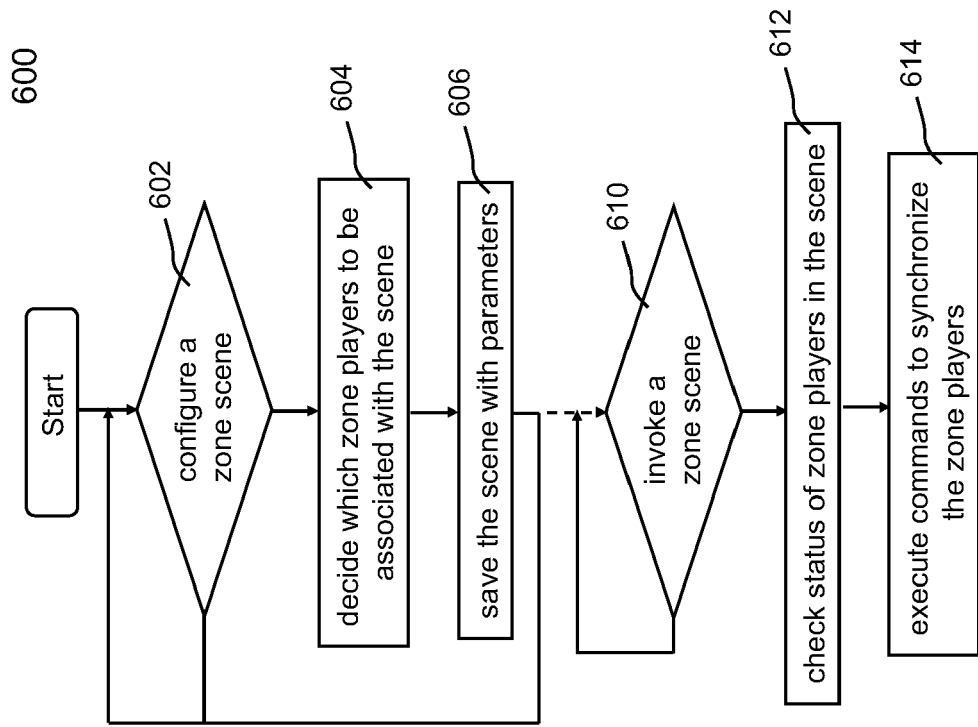 600
Start
602
configure a
zone scene
604
decide which zone players to be
associated with the scene
606
save the scene with parameters
610
invoke a
zone scene
612
check status of zone players in the scene
614
execute commands to synchronize
the zone players